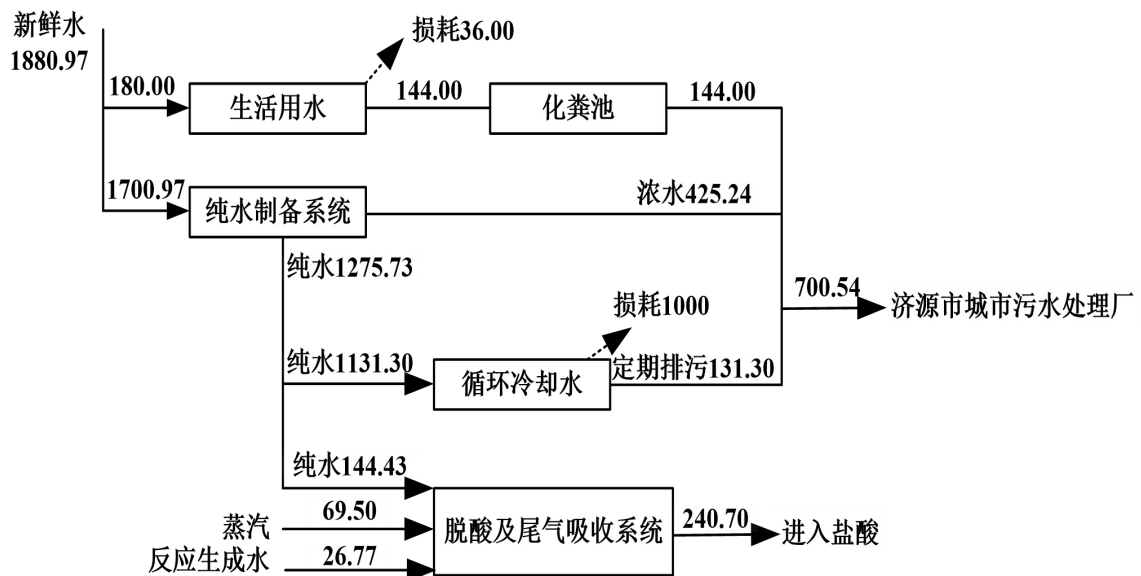 新鲜水
1880.97
损耗36.00
180.00
生活用水
144.00
化粪池
144.00
1700.97
纯水制备系统
浓水425.24
纯水1275.73
700.54
济源市城市污水处理厂
损耗1000
纯水1131.30
循环冷却水
定期排污131.30
纯水144.43
蒸汽
69.50
脱酸及尾气吸收系统
240.70
进入盐酸
反应生成水
26.77